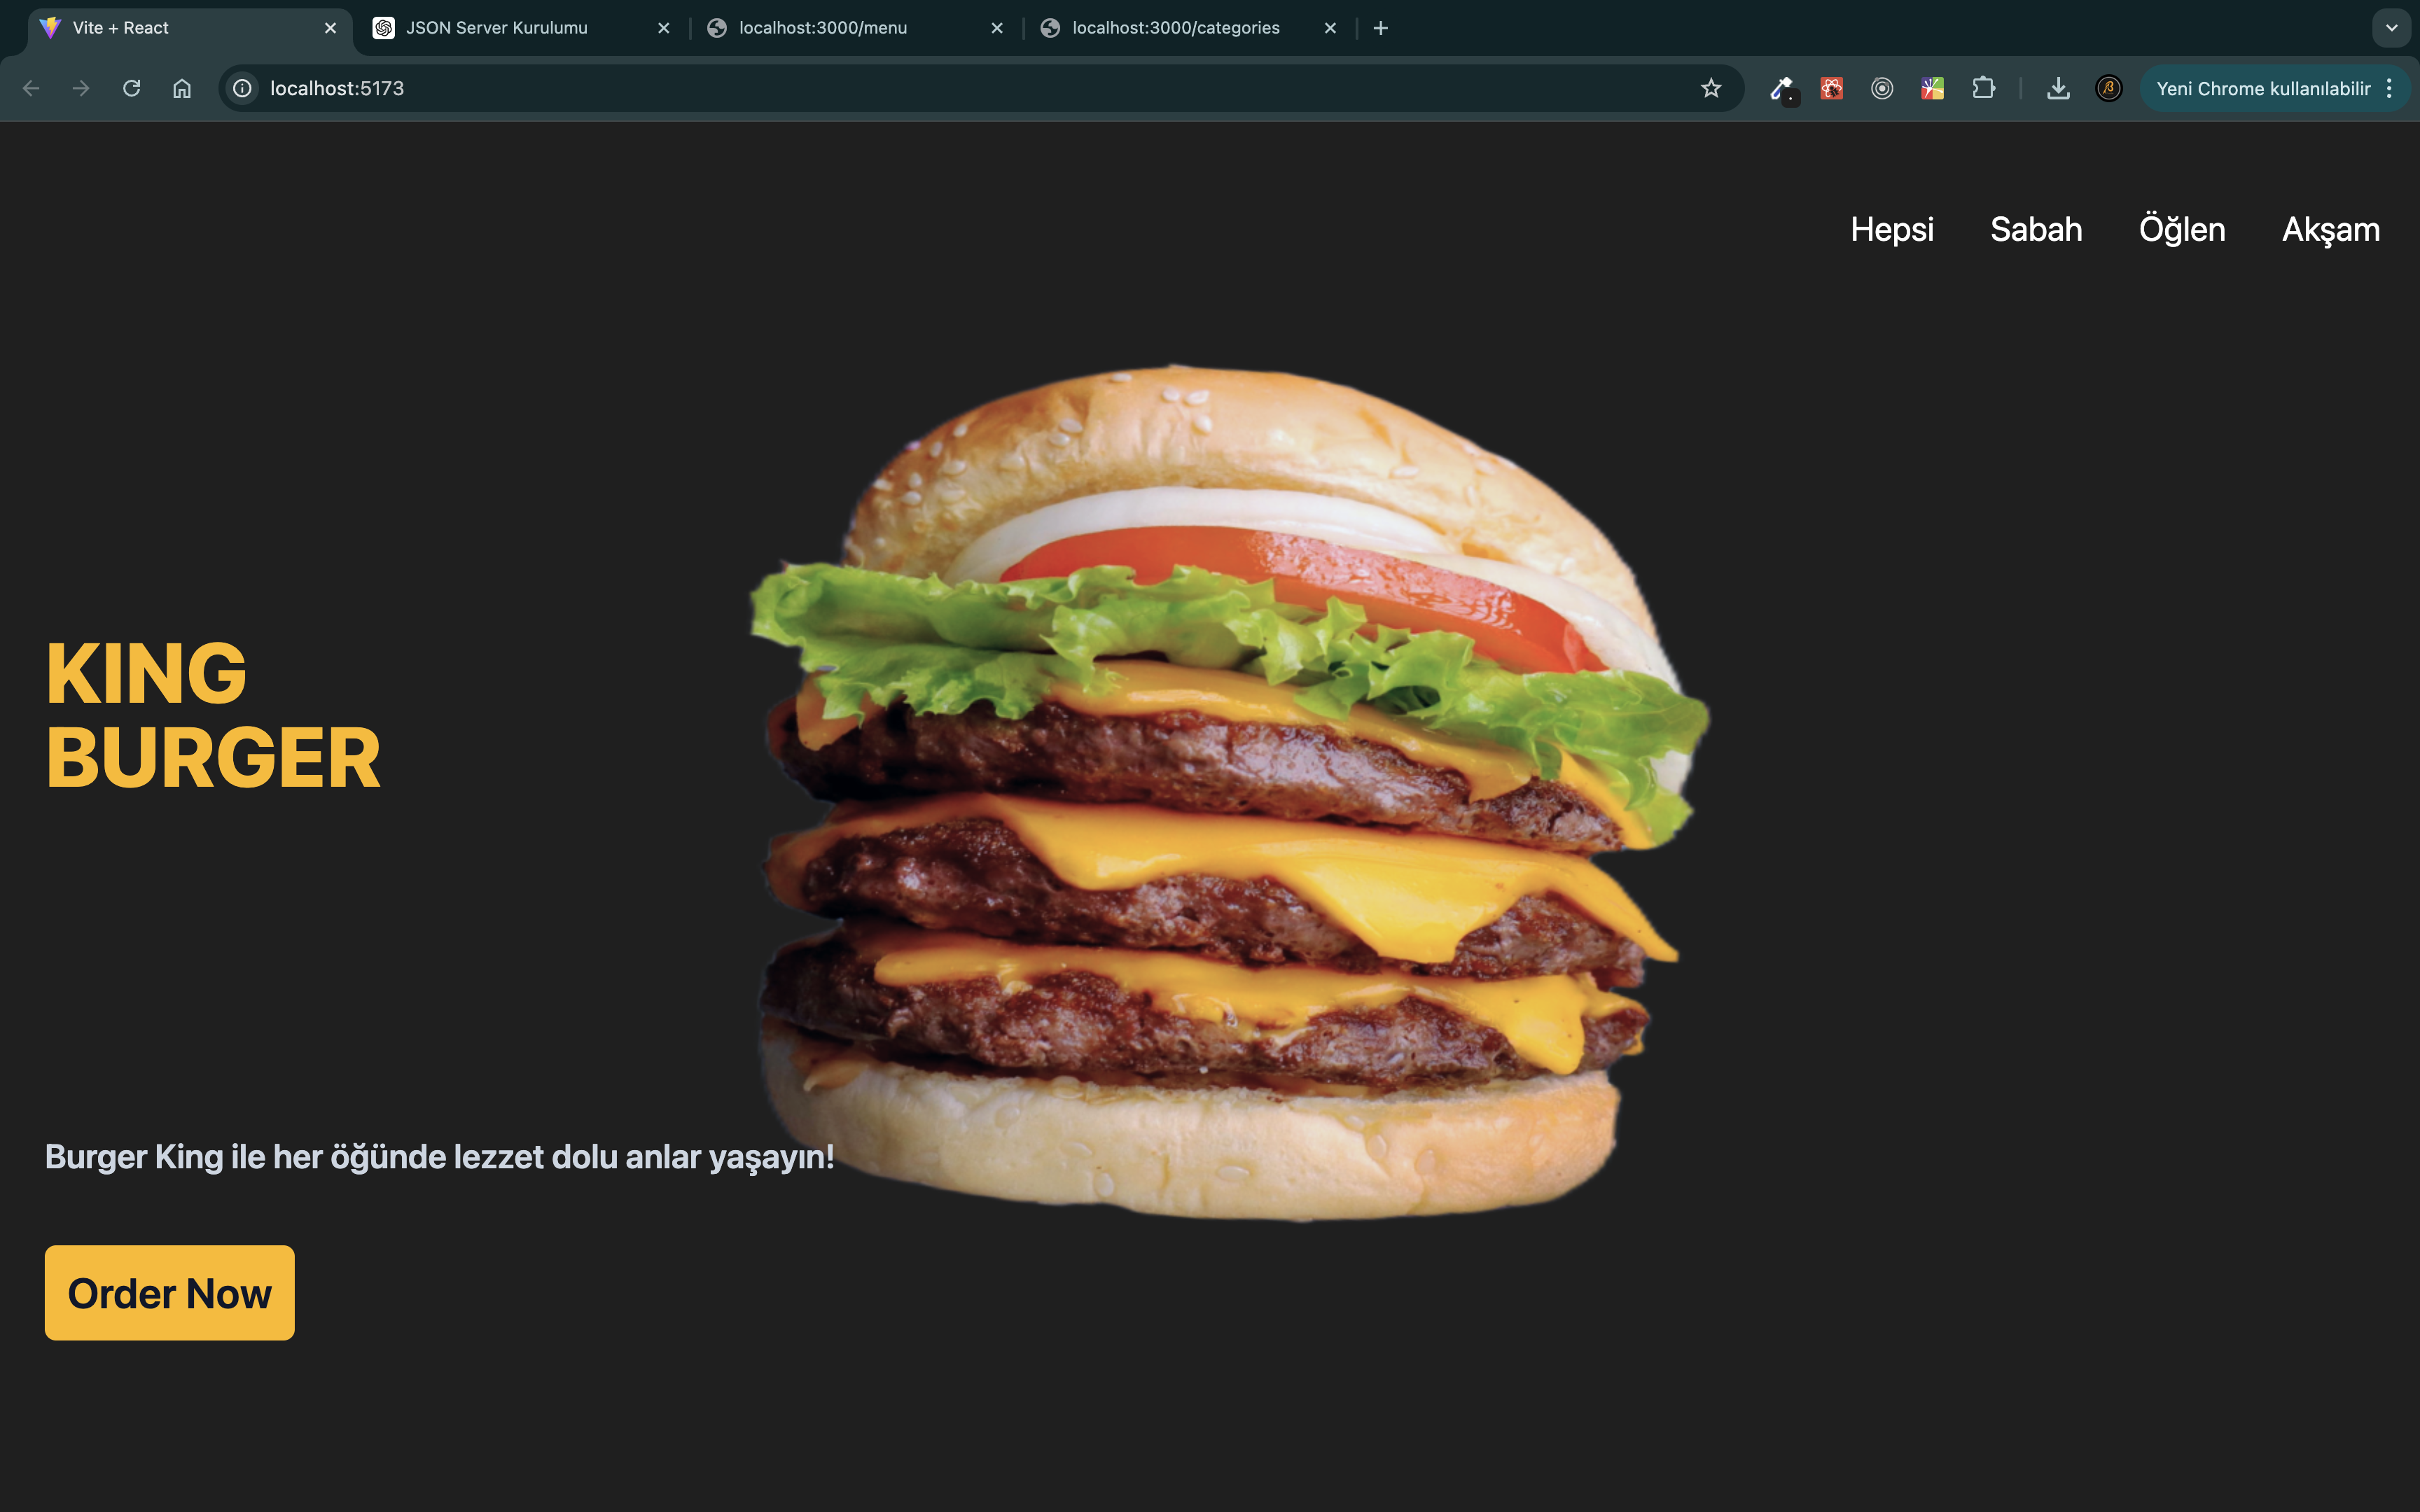 Vite + React
JSON Server Kurulumu
localhost:3000/menu
localhost:3000/categories
localhost:5173
Yeni Chrome kullanılabilir
Hepsi Sabah Öğlen Akşam
KING
BURGER
Burger King ile her öğünde lezzet dolu anlar yaşayın!
Order Now